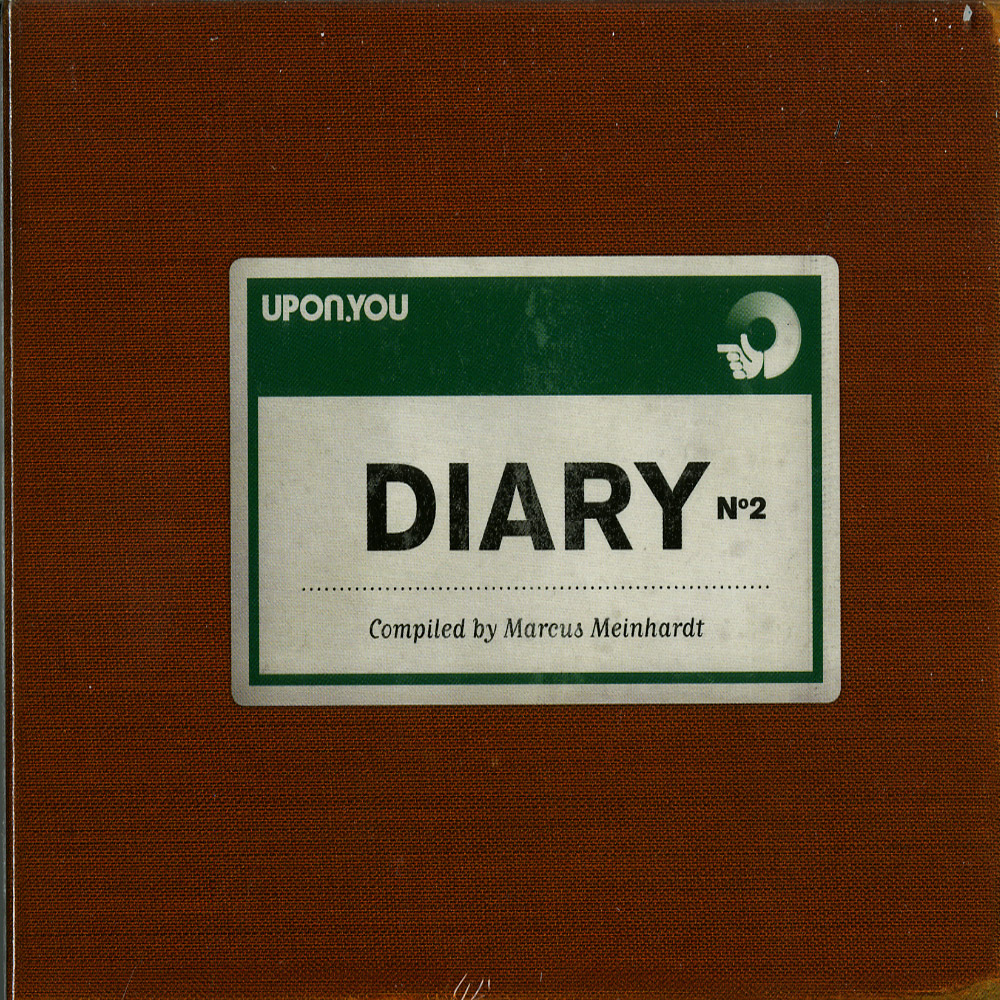 UPON.YOU
DIARY Nº2
Compiled by Marcus Meinhardt